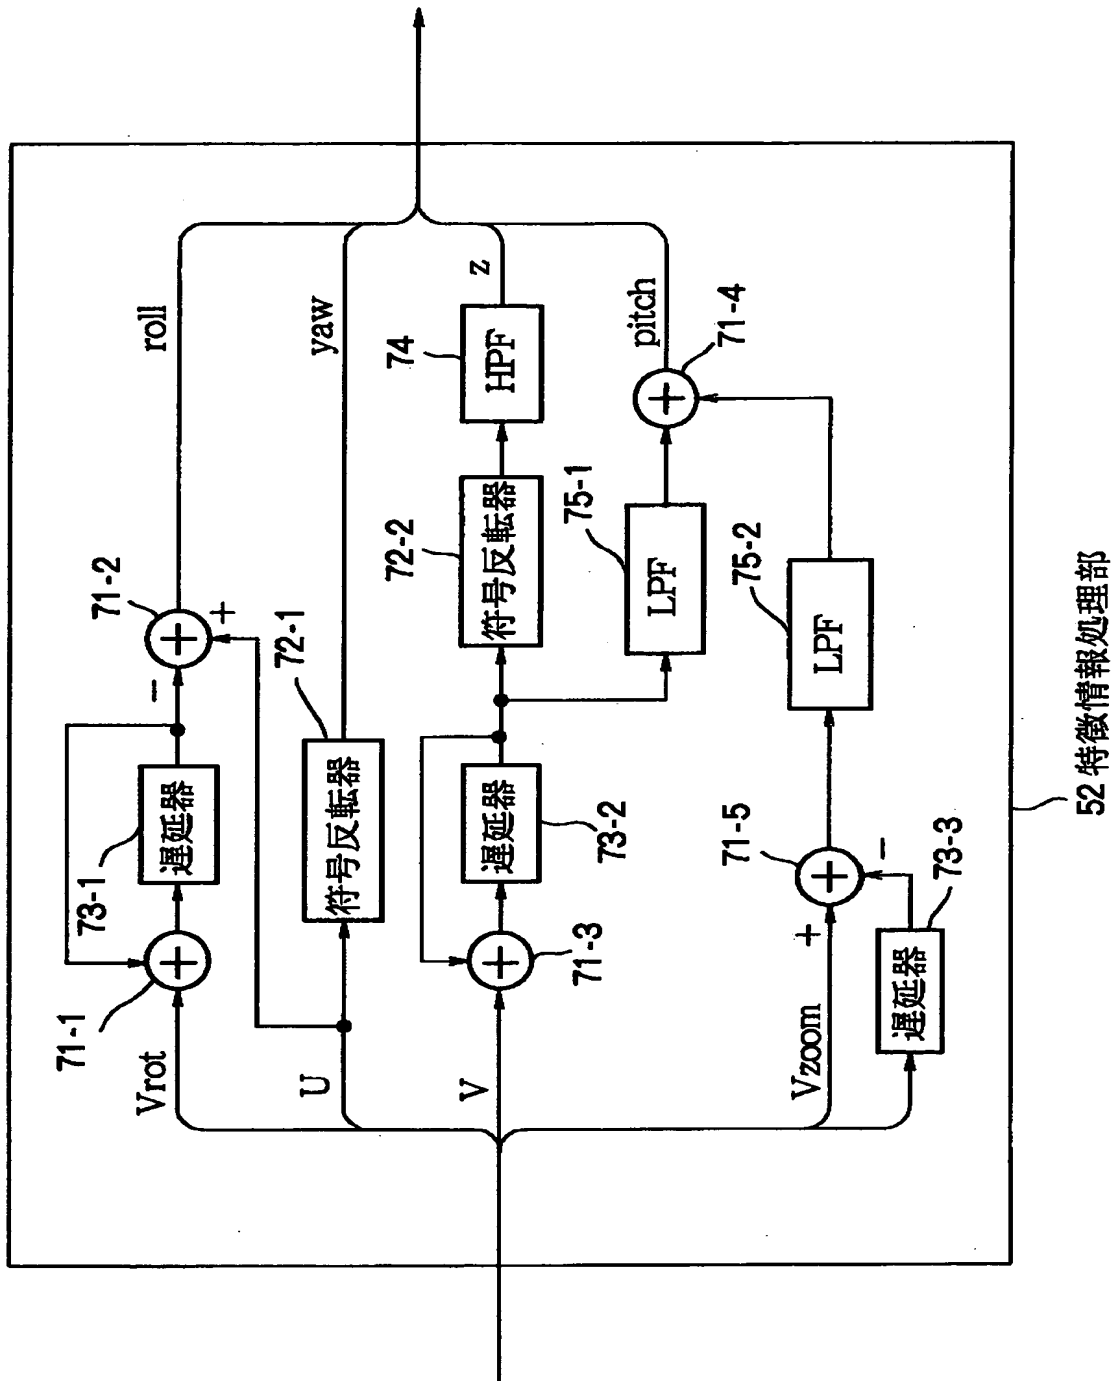 Vrot
71-1
73-1
遅延器
−
71-2
+
roll
U
72-1
符号反転器
yaw
V
71-3
遅延器
73-2
72-2
符号反転器
74
HPF
z
75-1
LPF
71-4
pitch
Vzoom
+
71-5
−
遅延器
73-3
75-2
LPF
52 特徴情報処理部